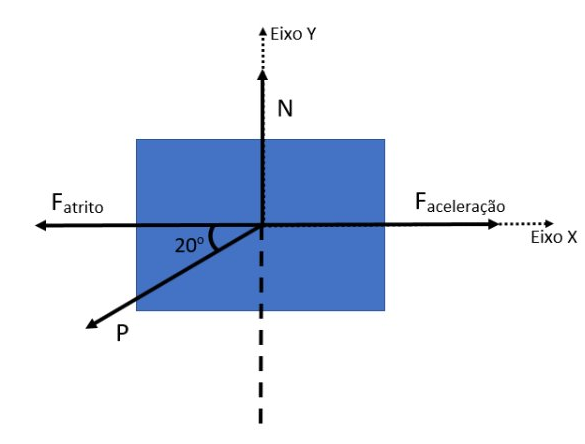 Eixo Y
N
Fatrito
Faceleração
Eixo X
20º
P